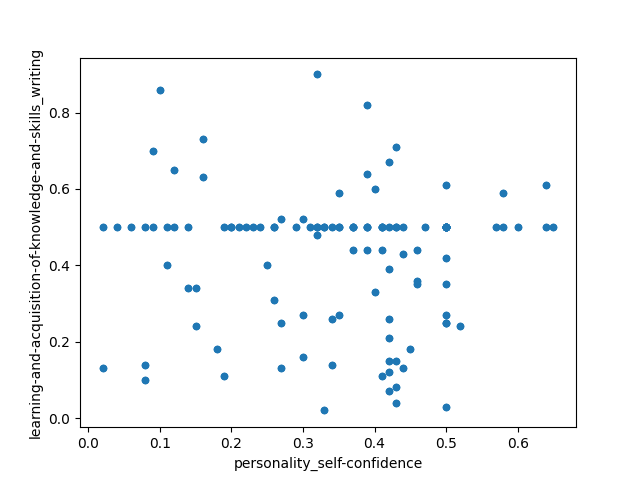 learning-and-acquisition-of-knowledge-and-skills_writing
0.8
0.6
0.4
0.2
0.0
0.0 0.1 0.2 0.3 0.4 0.5 0.6
personality_self-confidence